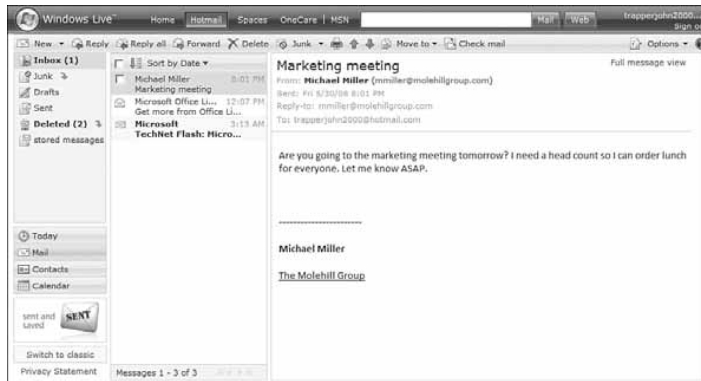 Windows Live™ Home Hotmail Spaces OneCare | MSN Mail Web trapperjohn2000...
Sign o
New Reply Reply all Forward Delete Junk Move to Check mail Options
Inbox (1)
Junk
Drafts
Sent
Deleted (2)
stored messages
Today
Mail
Contacts
Calendar
sent and
saved
SENT
Switch to classic
Privacy Statement
Sort by Date
Michael Miller 8:01 PM
Marketing meeting
Microsoft Office Li... 12:07 PM
Get more from Office Li...
Microsoft 3:13 AM
TechNet Flash: Micro...
Messages 1 - 3 of 3
Marketing meeting Full message view
From: Michael Miller (mmiller@molehillgroup.com)
Sent: Fri 5/30/08 8:01 PM
Reply-to: mmiller@molehillgroup.com
To: trapperjohn2000@hotmail.com
Are you going to the marketing meeting tomorrow? I need a head count so I can order lunch
for everyone. Let me know ASAP.
-----------------------
Michael Miller
The Molehill Group